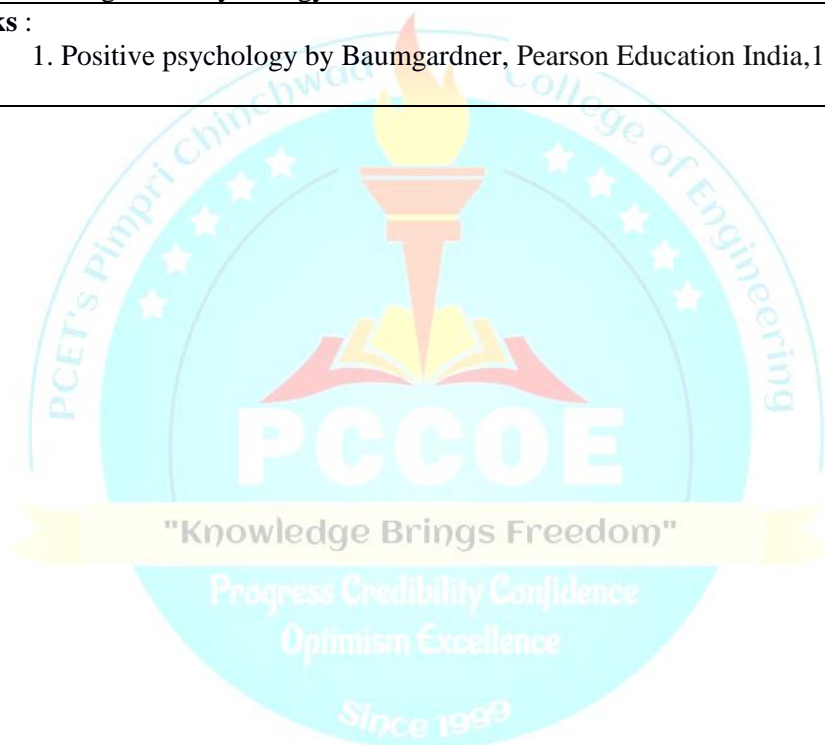 ks :
1. Positive psychology by Baumgardner, Pearson Education India,1
PCET's Pimpri Chinchwad College of Engineering
PCCOE
"Knowledge Brings Freedom"
Progress Credibility Confidence
Optimism Excellence
Since 1999